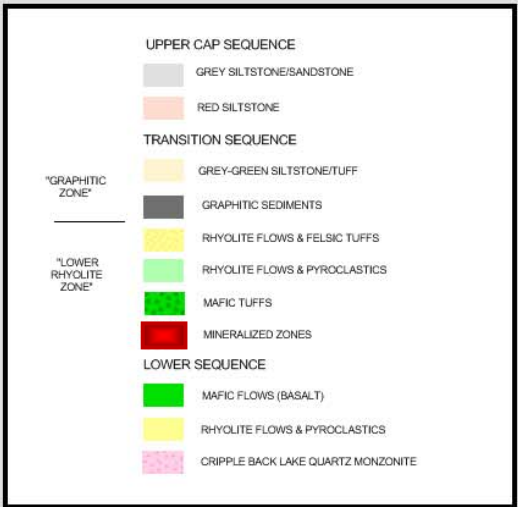 UPPER CAP SEQUENCE
GREY SILTSTONE/SANDSTONE
RED SILTSTONE
TRANSITION SEQUENCE
GREY-GREEN SILTSTONE/TUFF
"GRAPHITIC
ZONE"
GRAPHITIC SEDIMENTS
RHYOLITE FLOWS & FELSIC TUFFS
"LOWER
RHYOLITE
ZONE"
RHYOLITE FLOWS & PYROCLASTICS
MAFIC TUFFS
MINERALIZED ZONES
LOWER SEQUENCE
MAFIC FLOWS (BASALT)
RHYOLITE FLOWS & PYROCLASTICS
CRIPPLE BACK LAKE QUARTZ MONZONITE